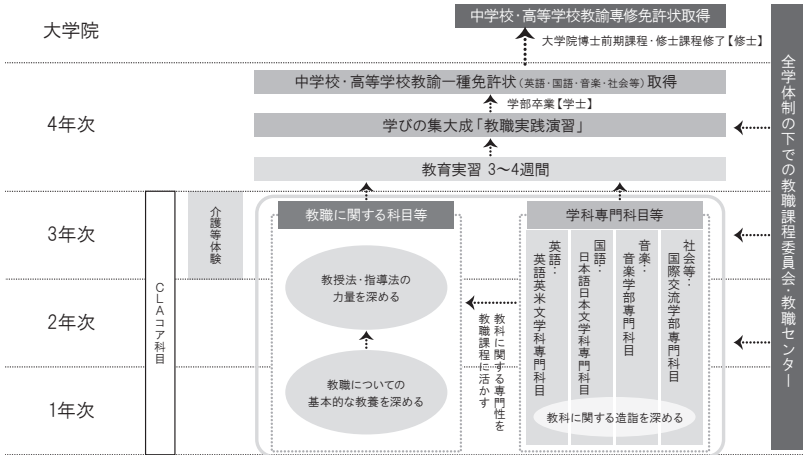 大学院
中学校・高等学校教諭専修免許状取得
大学院博士前期課程・修士課程修了【修士】
4年次
中学校・高等学校教諭一種免許状（英語・国語・音楽・社会等）取得
学部卒業【学士】
学びの集大成「教職実践演習」
教育実習 3〜4週間
3年次
2年次
1年次
CLAコア科目
介護等体験
教職に関する科目等
教授法・指導法の
力量を深める
教職についての
基本的な教養を深める
教科に関する専門性を
教職課程に活かす
学科専門科目等
英語：
英語英米文学科専門科目
国語：
日本語日本文学科専門科目
音楽：
音楽学部専門科目
社会等：
国際交流学部専門科目
教科に関する造詣を深める
全学体制の下での教職課程委員会・教職センター